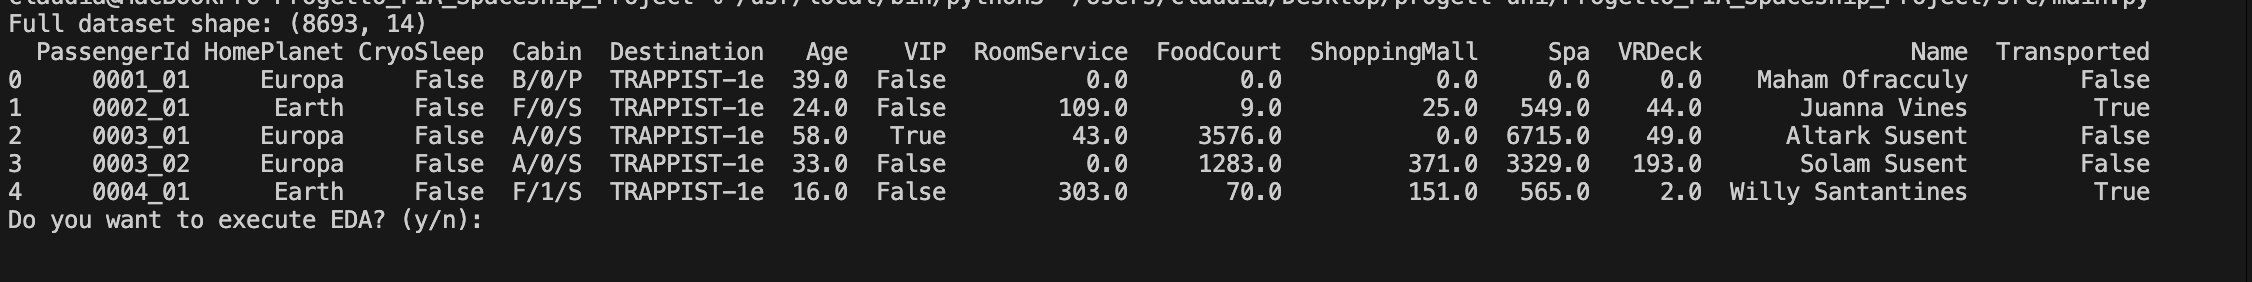 Full dataset shape: (8693, 14)
PassengerId HomePlanet CryoSleep Cabin Destination Age VIP RoomService FoodCourt ShoppingMall Spa VRDeck Name Transported
0 0001_01 Europa False B/0/P TRAPPIST-1e 39.0 False 0.0 0.0 0.0 0.0 0.0 Maham Ofracculy False
1 0002_01 Earth False F/0/S TRAPPIST-1e 24.0 False 109.0 9.0 25.0 549.0 44.0 Juanna Vines True
2 0003_01 Europa False A/0/S TRAPPIST-1e 58.0 True 43.0 3576.0 0.0 6715.0 49.0 Altark Susent False
3 0003_02 Europa False A/0/S TRAPPIST-1e 33.0 False 0.0 1283.0 371.0 3329.0 193.0 Solam Susent False
4 0004_01 Earth False F/1/S TRAPPIST-1e 16.0 False 303.0 70.0 151.0 565.0 2.0 Willy Santantines True
Do you want to execute EDA? (y/n):